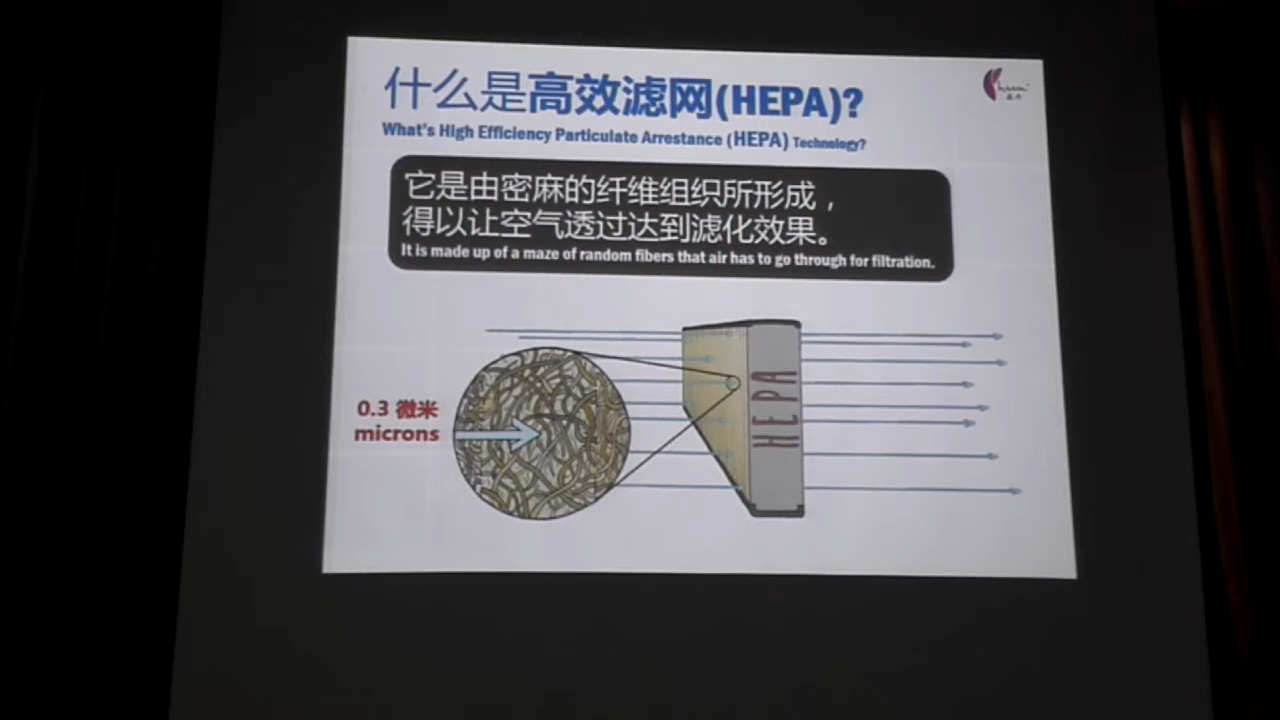 什么是高效滤网(HEPA)?
What's High Efficiency Particulate Arrestance (HEPA) Technology?
它是由密麻的纤维组织所形成，
得以让空气透过达到滤化效果。
It is made up of a maze of random fibers that air has to go through for filtration.
0.3 微米
microns
HEPA